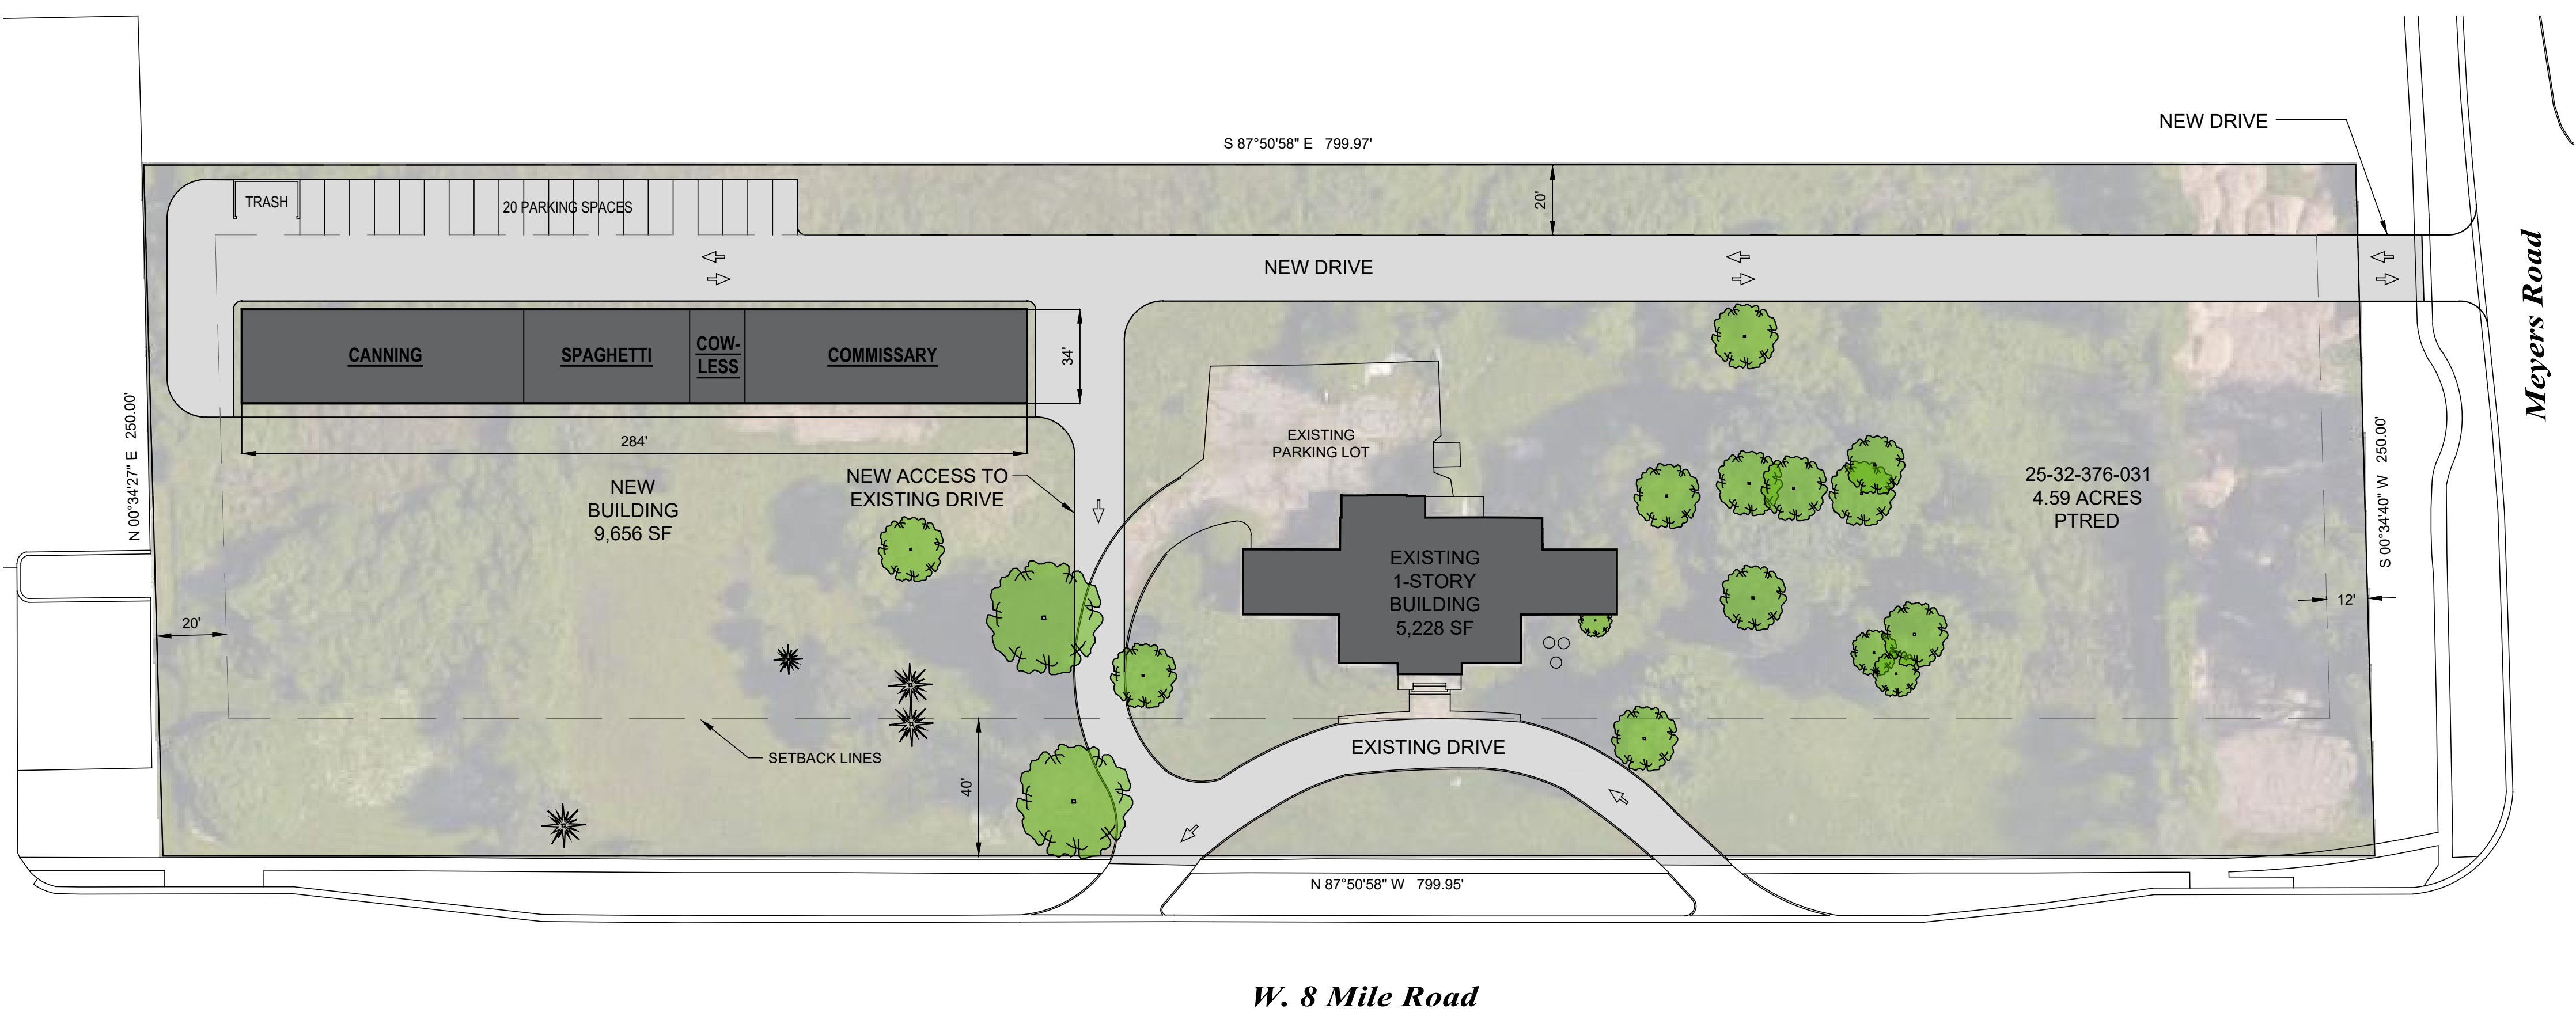 S 87°50'58" E 799.97'
NEW DRIVE
TRASH
20 PARKING SPACES
20'
NEW DRIVE
Meyers Road
CANNING
SPAGHETTI
COW-
LESS
COMMISSARY
34'
284'
N 00°34'27" E 250.00'
EXISTING
PARKING LOT
S 00°34'40" W 250.00'
NEW
BUILDING
9,656 SF
NEW ACCESS TO
EXISTING DRIVE
25-32-376-031
4.59 ACRES
PTRED
EXISTING
1-STORY
BUILDING
5,228 SF
20'
12'
SETBACK LINES
40'
EXISTING DRIVE
N 87°50'58" W 799.95'
W. 8 Mile Road